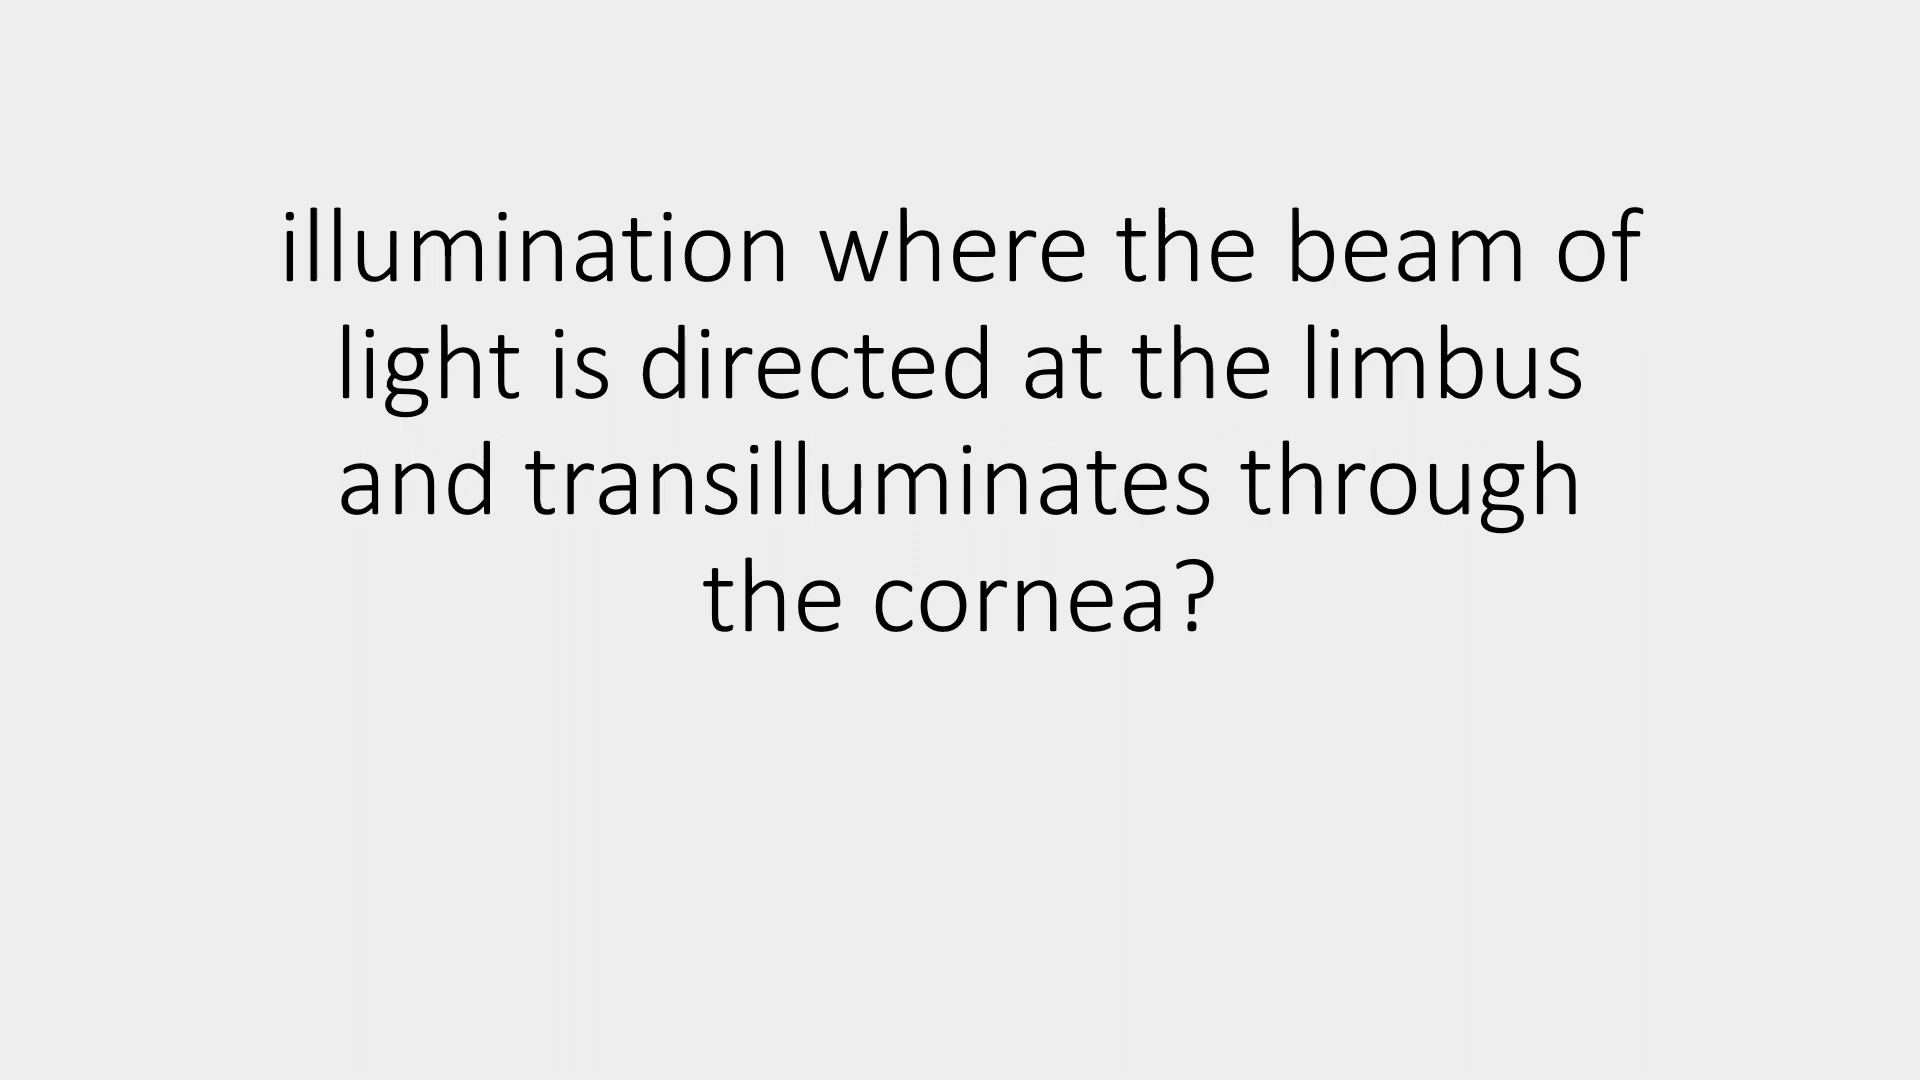 illumination where the beam of
light is directed at the limbus
and transilluminates through
the cornea?